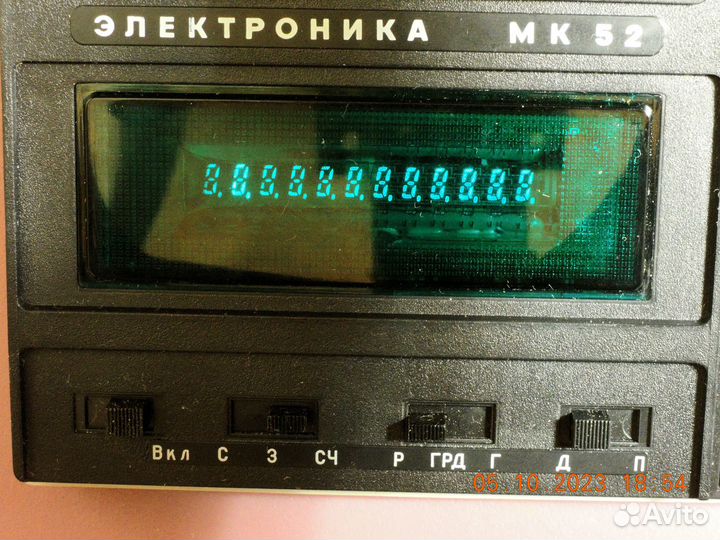 ЭЛЕКТРОНИКА МК 52
8.8.8.8.8.8.8.8.8.8.8.8.
Вкл С З СЧ Р ГРД Г Д П
05.10.2023 18:54
Avito